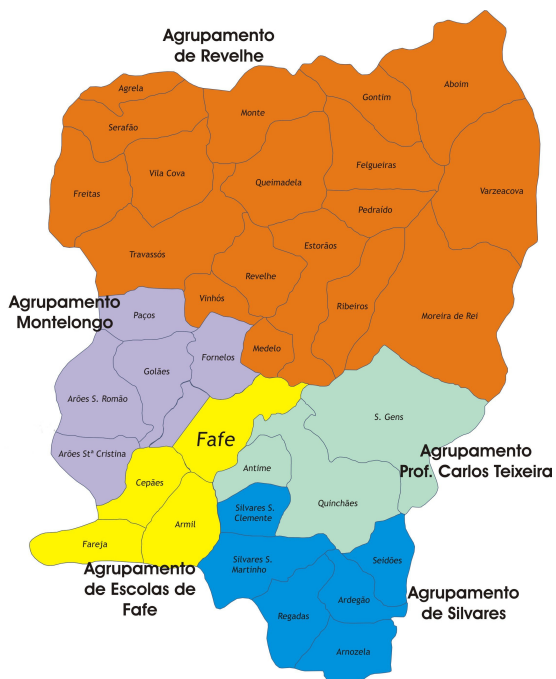 Agrupamento
de Revelhe
Agrela
Gontim
Aboim
Monte
Serafão
Felgueiras
Vila Cova
Queimadela
Freitas
Varzeacova
Pedraído
Travassós
Estorãos
Revelhe
Vinhós
Ribeiros
Moreira de Rei
Agrupamento
Montelongo
Paços
Medelo
Fornelos
Golães
Arões S. Romão
S. Gens
Fafe
Arões Stª Cristina
Agrupamento
Prof. Carlos Teixeira
Antime
Cepães
Quinchães
Silvares S.
Clemente
Armil
Fareja
Silvares S.
Martinho
Seidões
Agrupamento
de Escolas de
Fafe
Ardegão
Agrupamento
de Silvares
Regadas
Arnozela